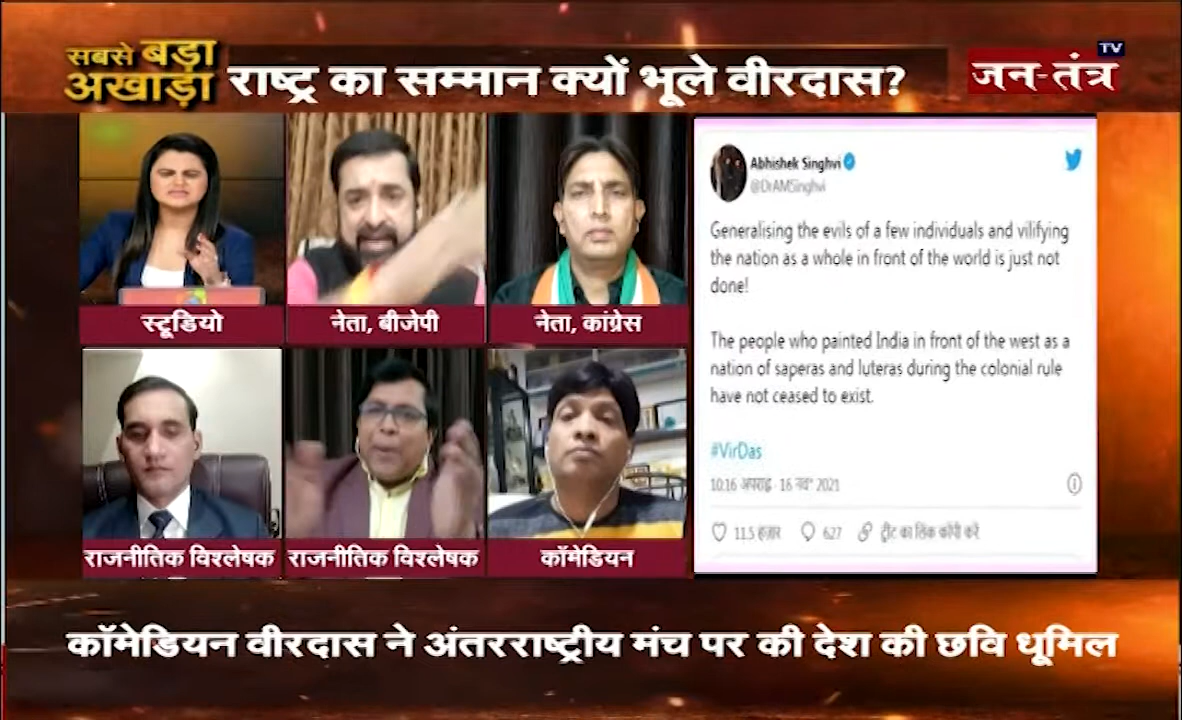 सबसे बड़ा
अखाड़ा
राष्ट्र का सम्मान क्यों भूले वीरदास?
जन-तंत्र
TV
स्टूडियो
नेता, बीजेपी
नेता, कांग्रेस
राजनीतिक विश्लेषक
राजनीतिक विश्लेषक
कॉमेडियन
Abhishek Singhvi
@DrAMSinghvi
Generalising the evils of a few individuals and vilifying
the nation as a whole in front of the world is just not
done!
The people who painted India in front of the west as a
nation of saperas and luteras during the colonial rule
have not ceased to exist.
#VirDas
10:16 अपराह्न · 16 नव॰ 2021
11.5 हज़ार
627
ट्वीट का लिंक कॉपी करें
कॉमेडियन वीरदास ने अंतरराष्ट्रीय मंच पर की देश की छवि धूमिल